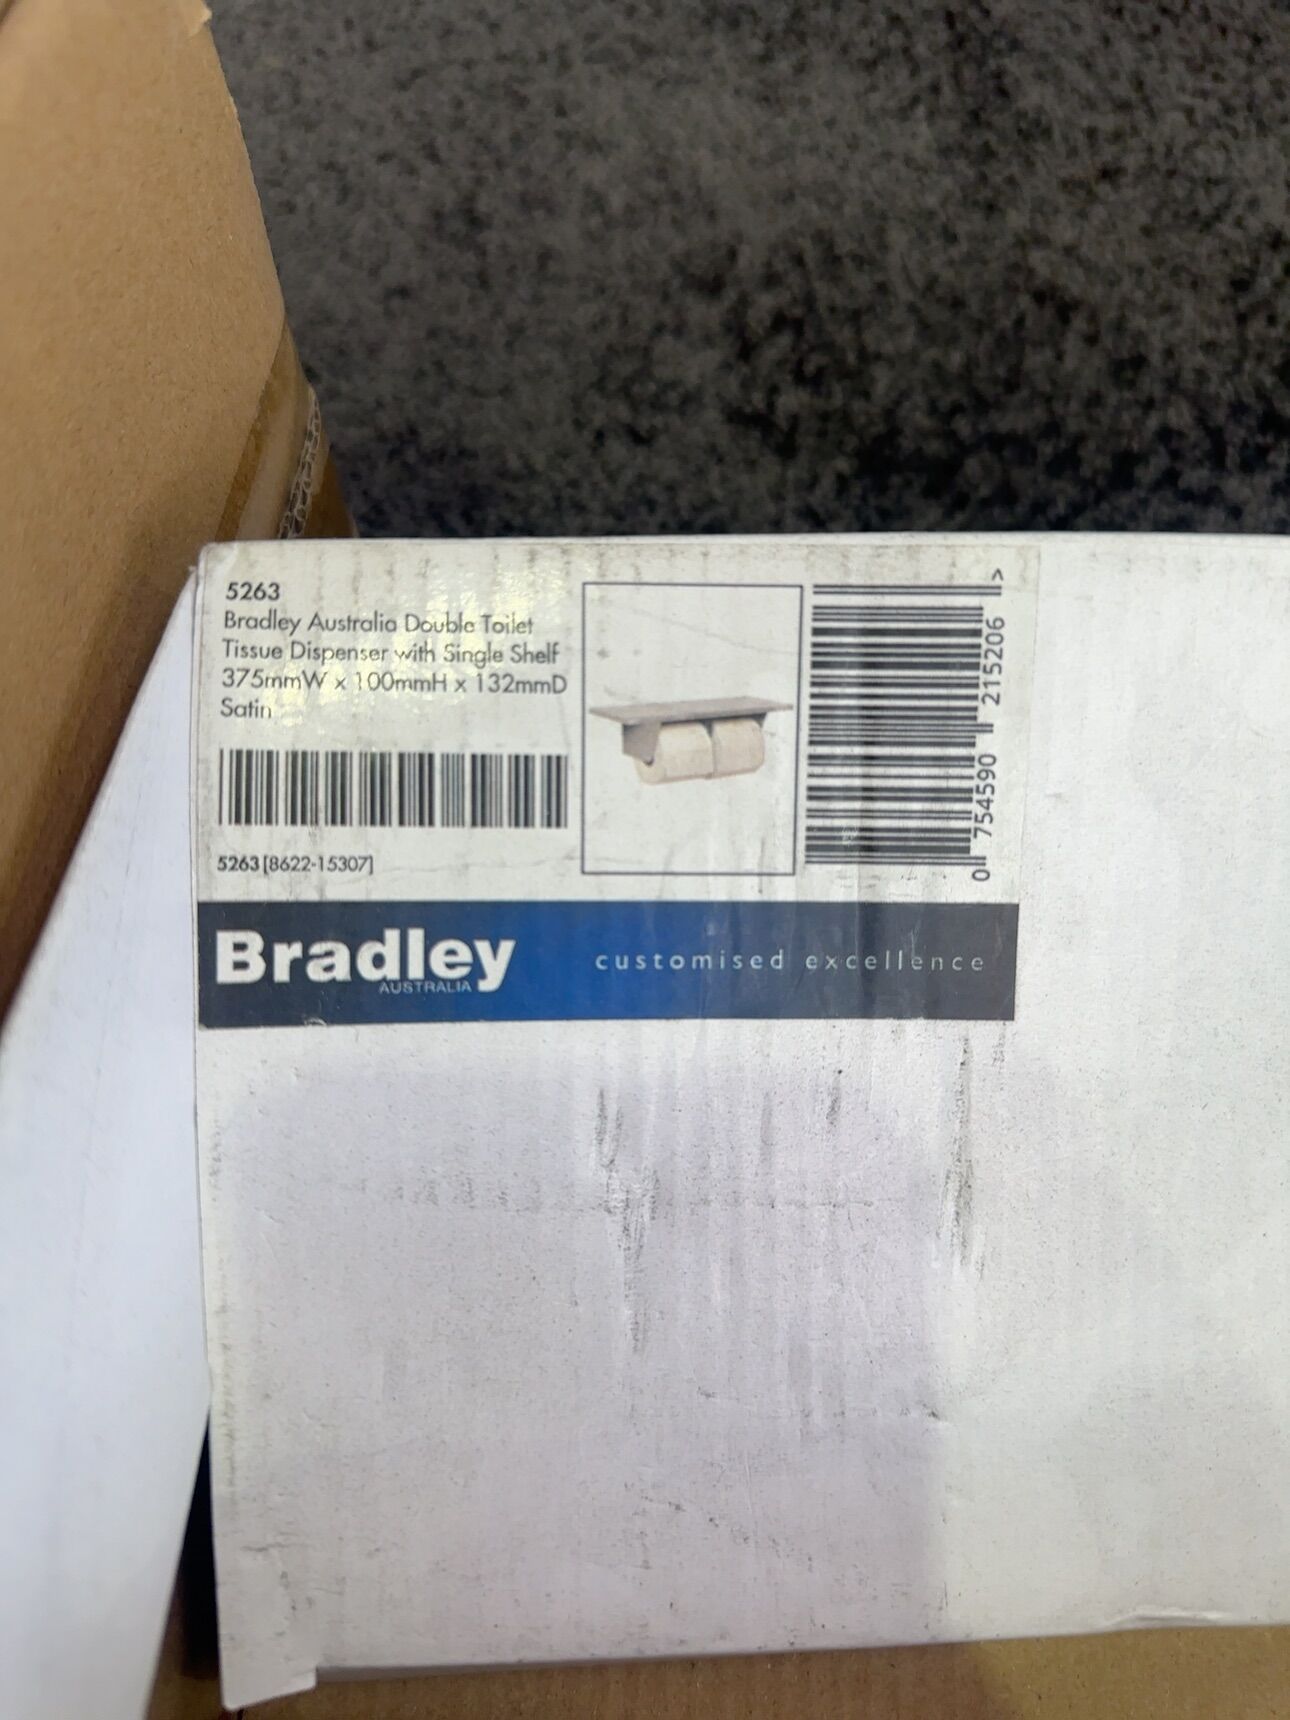 5263
Bradley Australia Double Toilet
Tissue Dispenser with Single Shelf
375mmW x 100mmH x 132mmD
Satin
5263 [8622-15307]
0 754590 215206 >
Bradley
AUSTRALIA
customised excellence